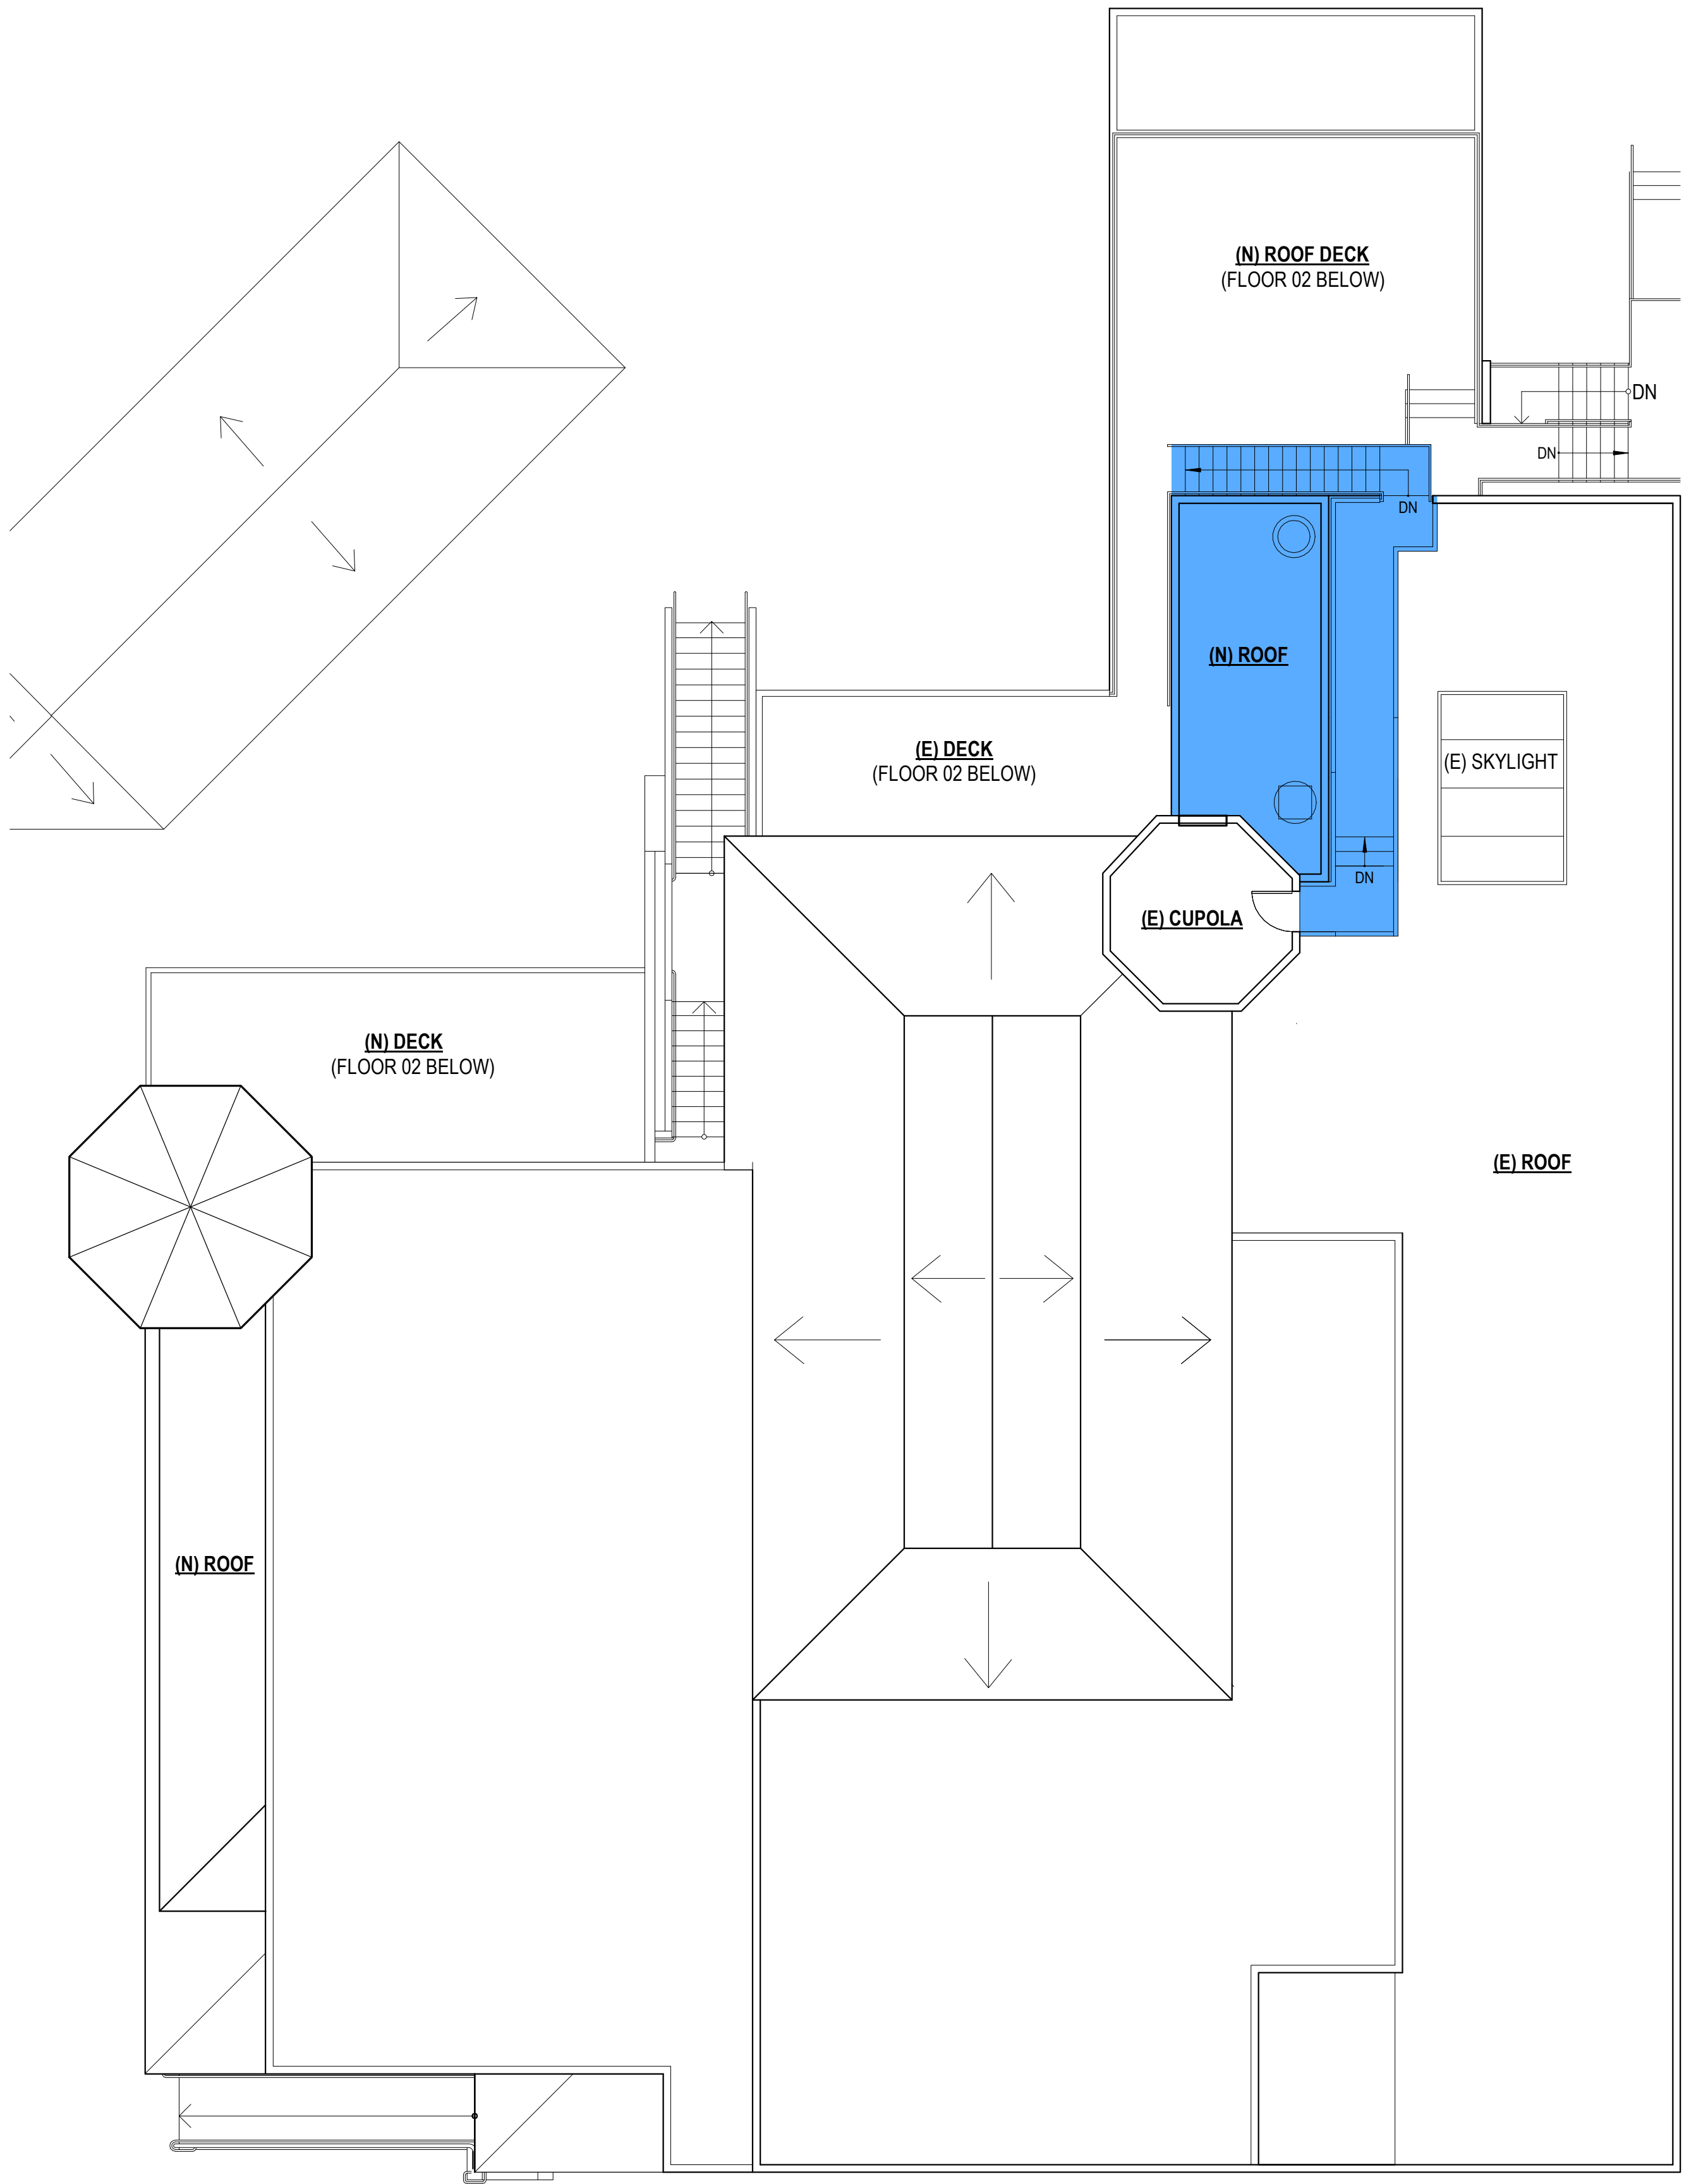 (N) ROOF DECK
(FLOOR 02 BELOW)
DN
DN
DN
(N) ROOF
(E) DECK
(FLOOR 02 BELOW)
(E) SKYLIGHT
DN
(E) CUPOLA
(N) DECK
(FLOOR 02 BELOW)
(E) ROOF
(N) ROOF